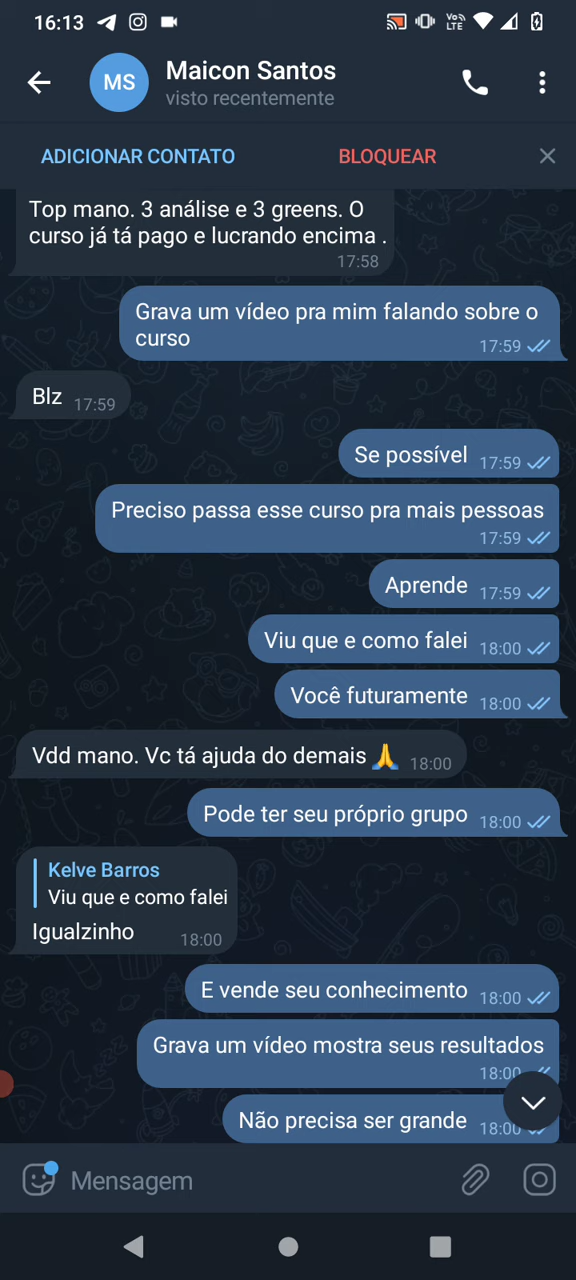 16:13
Vo) LTE
MS
Maicon Santos
visto recentemente
ADICIONAR CONTATO
BLOQUEAR
Top mano. 3 análise e 3 greens. O
curso já tá pago e lucrando encima .
17:58
Grava um vídeo pra mim falando sobre o
curso
17:59
Blz 17:59
Se possível 17:59
Preciso passa esse curso pra mais pessoas
17:59
Aprende 17:59
Viu que e como falei 18:00
Você futuramente 18:00
Vdd mano. Vc tá ajuda do demais 🙏 18:00
Pode ter seu próprio grupo 18:00
Kelve Barros
Viu que e como falei
Igualzinho 18:00
E vende seu conhecimento 18:00
Grava um vídeo mostra seus resultados
18:00
Não precisa ser grande 18:00
Mensagem